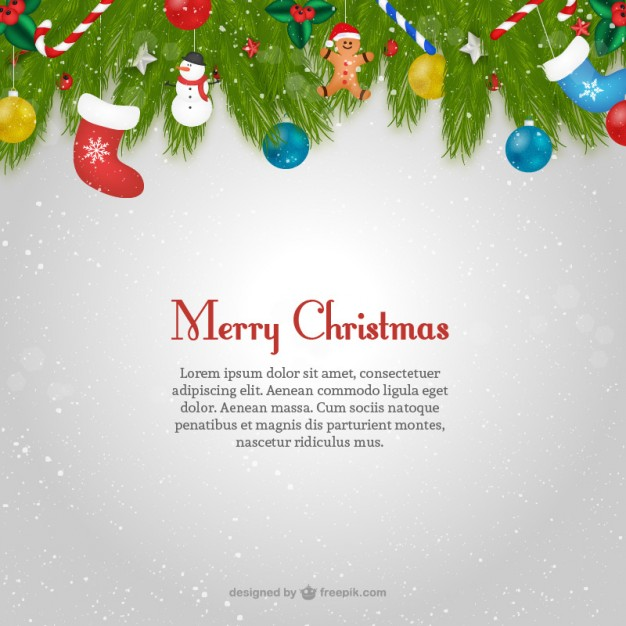 Merry Christmas
Lorem ipsum dolor sit amet, consectetuer
adipiscing elit. Aenean commodo ligula eget
dolor. Aenean massa. Cum sociis natoque
penatibus et magnis dis parturient montes,
nascetur ridiculus mus.
designed by freepik.com